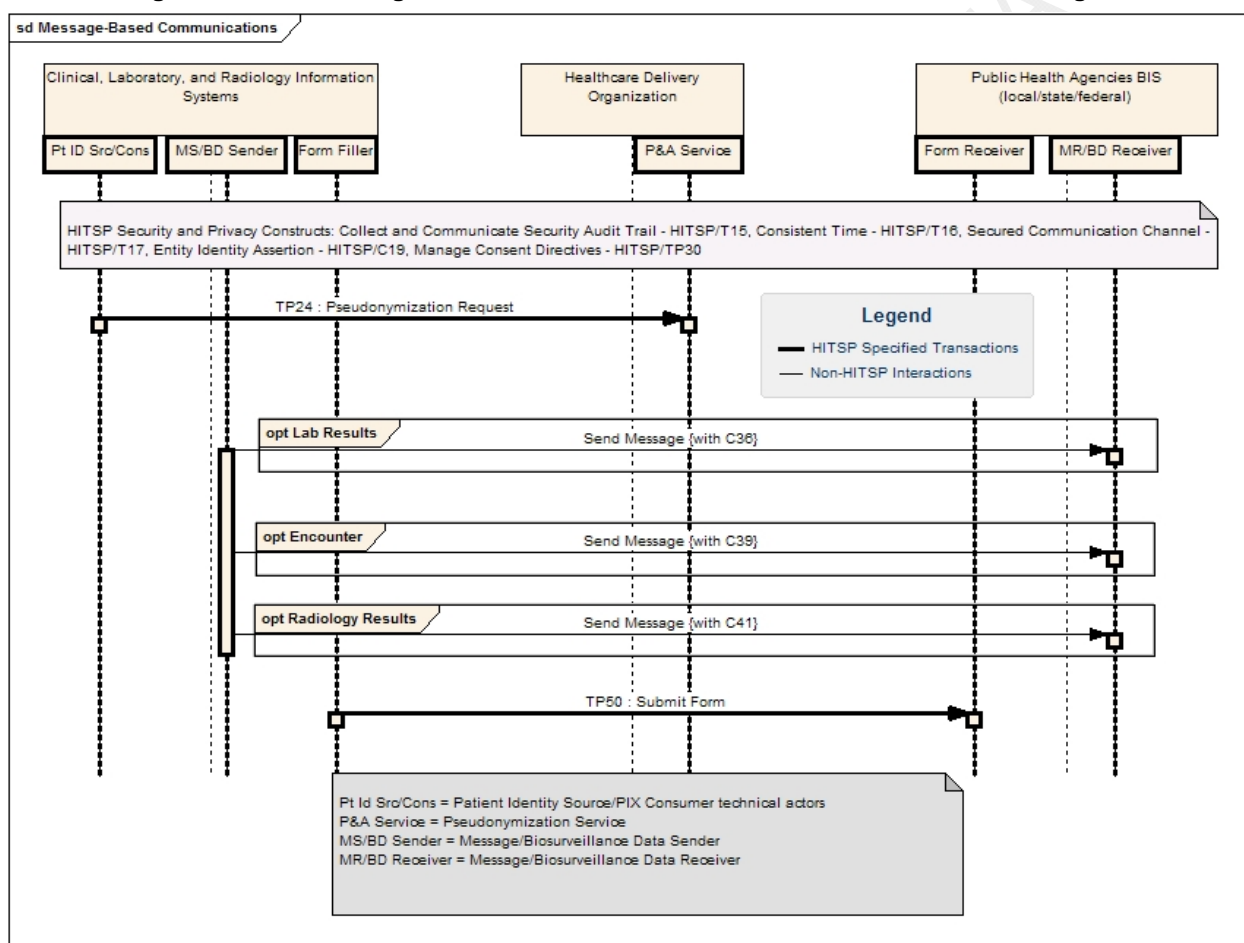 sd Message-Based Communications
Clinical, Laboratory, and Radiology Information
Systems
Healthcare Delivery
Organization
Public Health Agencies BIS
(local/state/federal)
Pt ID Src/Cons
MS/BD Sender
Form Filler
P&A Service
Form Receiver
MR/BD Receiver
HITSP Security and Privacy Constructs: Collect and Communicate Security Audit Trail - HITSP/T15, Consistent Time - HITSP/T16, Secured Communication Channel -
HITSP/T17, Entity Identity Assertion - HITSP/C19, Manage Consent Directives - HITSP/TP30
TP24 : Pseudonymization Request
Legend
HITSP Specified Transactions
Non-HITSP Interactions
opt Lab Results
Send Message {with C36}
opt Encounter
Send Message {with C39}
opt Radiology Results
Send Message {with C41}
TP50 : Submit Form
Pt Id Src/Cons = Patient Identity Source/PIX Consumer technical actors
P&A Service = Pseudonymization Service
MS/BD Sender = Message/Biosurveillance Data Sender
MR/BD Receiver = Message/Biosurveillance Data Receiver